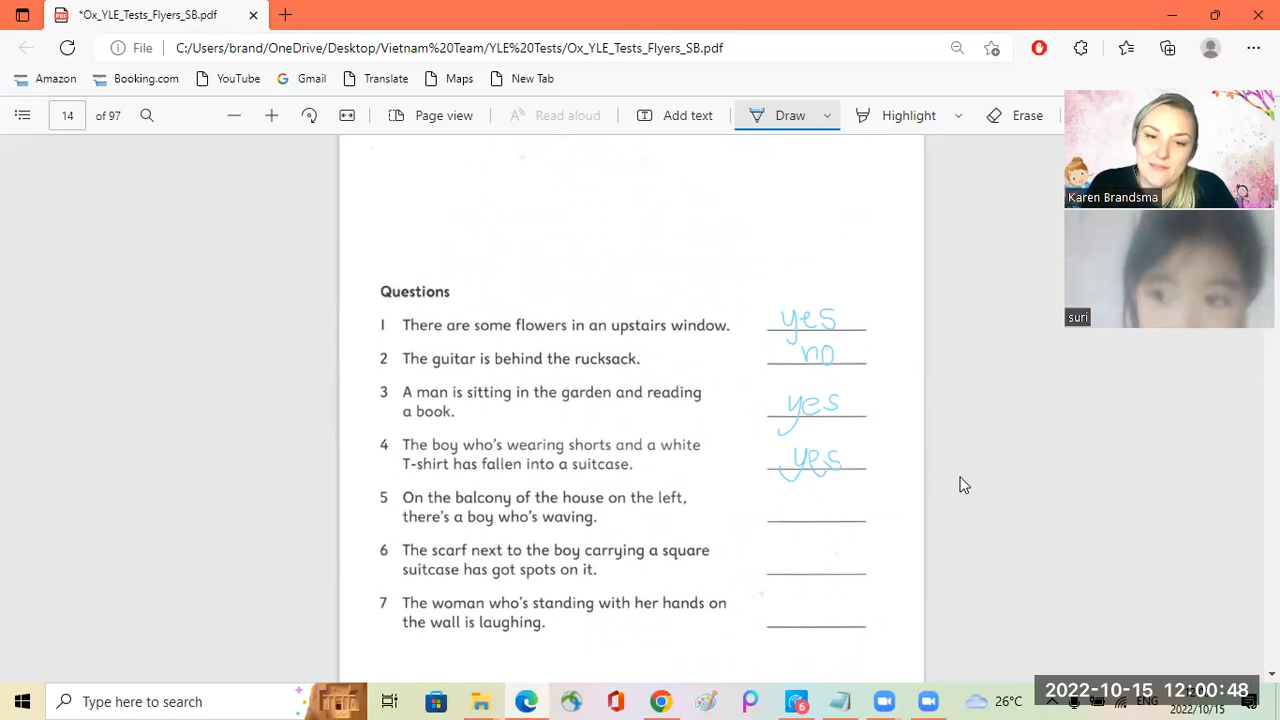 *Ox_YLE_Tests_Flyers_SB.pdf
File C:/Users/brand/OneDrive/Desktop/Vietnam%20Team/YLE%20Tests/Ox_YLE_Tests_Flyers_SB.pdf
Amazon Booking.com YouTube Gmail Translate Maps New Tab
14 of 97 Page view Read aloud Add text Draw Highlight Erase
Karen Brandsma
suri
Questions
1 There are some flowers in an upstairs window. yes
2 The guitar is behind the rucksack. no
3 A man is sitting in the garden and reading
a book. yes
4 The boy who's wearing shorts and a white
T-shirt has fallen into a suitcase. yes
5 On the balcony of the house on the left,
there's a boy who's waving.
6 The scarf next to the boy carrying a square
suitcase has got spots on it.
7 The woman who's standing with her hands on
the wall is laughing.
Type here to search
6
26°C
ENG
2022-10-15 12:00:48
2022/10/15